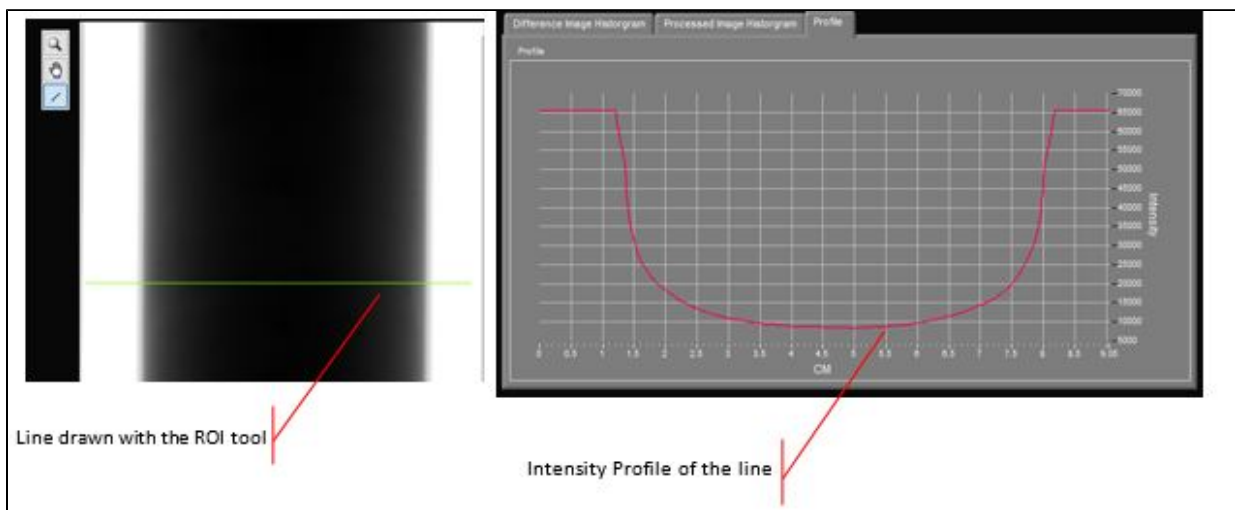 Difference Image Historgram Processed Image Historgram Profile
Profile
70000
65000
60000
55000
50000
45000
40000
35000
30000
25000
20000
15000
10000
5000
Intensity
0 0.5 1 1.5 2 2.5 3 3.5 4 4.5 5 5.5 6 6.5 7 7.5 8 8.5 9
CM
Line drawn with the ROI tool
Intensity Profile of the line